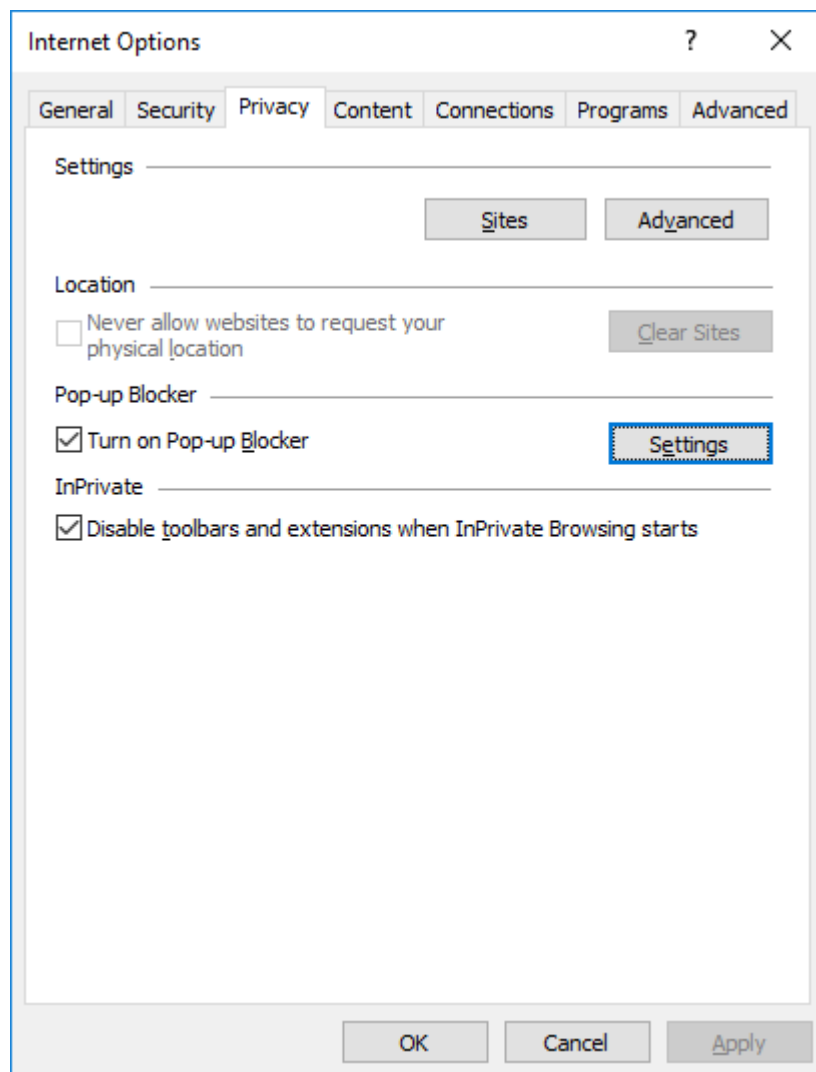 Internet Options ?
General Security Privacy Content Connections Programs Advanced
Settings
Sites Advanced
Location
Never allow websites to request your
physical location
Clear Sites
Pop-up Blocker
Turn on Pop-up Blocker Settings
InPrivate
Disable toolbars and extensions when InPrivate Browsing starts
OK Cancel Apply